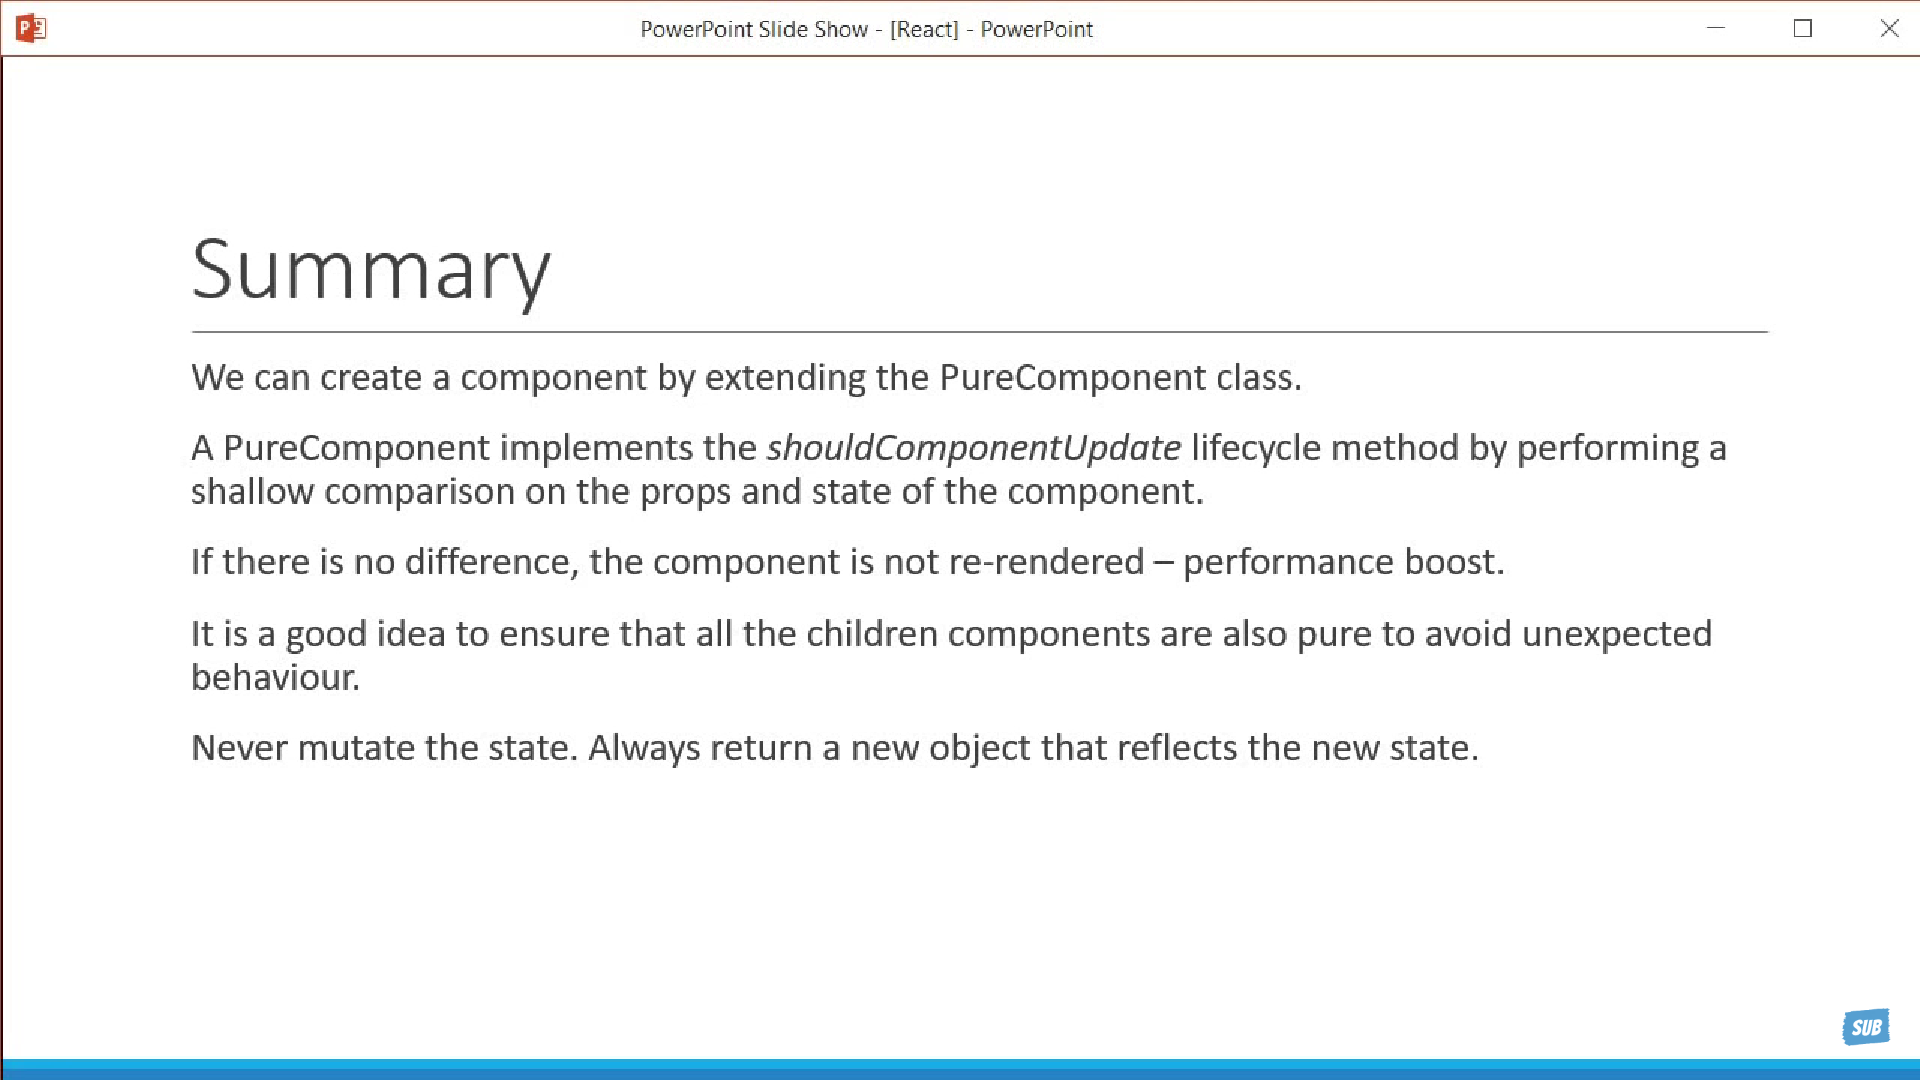 PowerPoint Slide Show - [React] - PowerPoint
Summary
We can create a component by extending the PureComponent class.
A PureComponent implements the shouldComponentUpdate lifecycle method by performing a
shallow comparison on the props and state of the component.
If there is no difference, the component is not re-rendered – performance boost.
It is a good idea to ensure that all the children components are also pure to avoid unexpected
behaviour.
Never mutate the state. Always return a new object that reflects the new state.
SUB